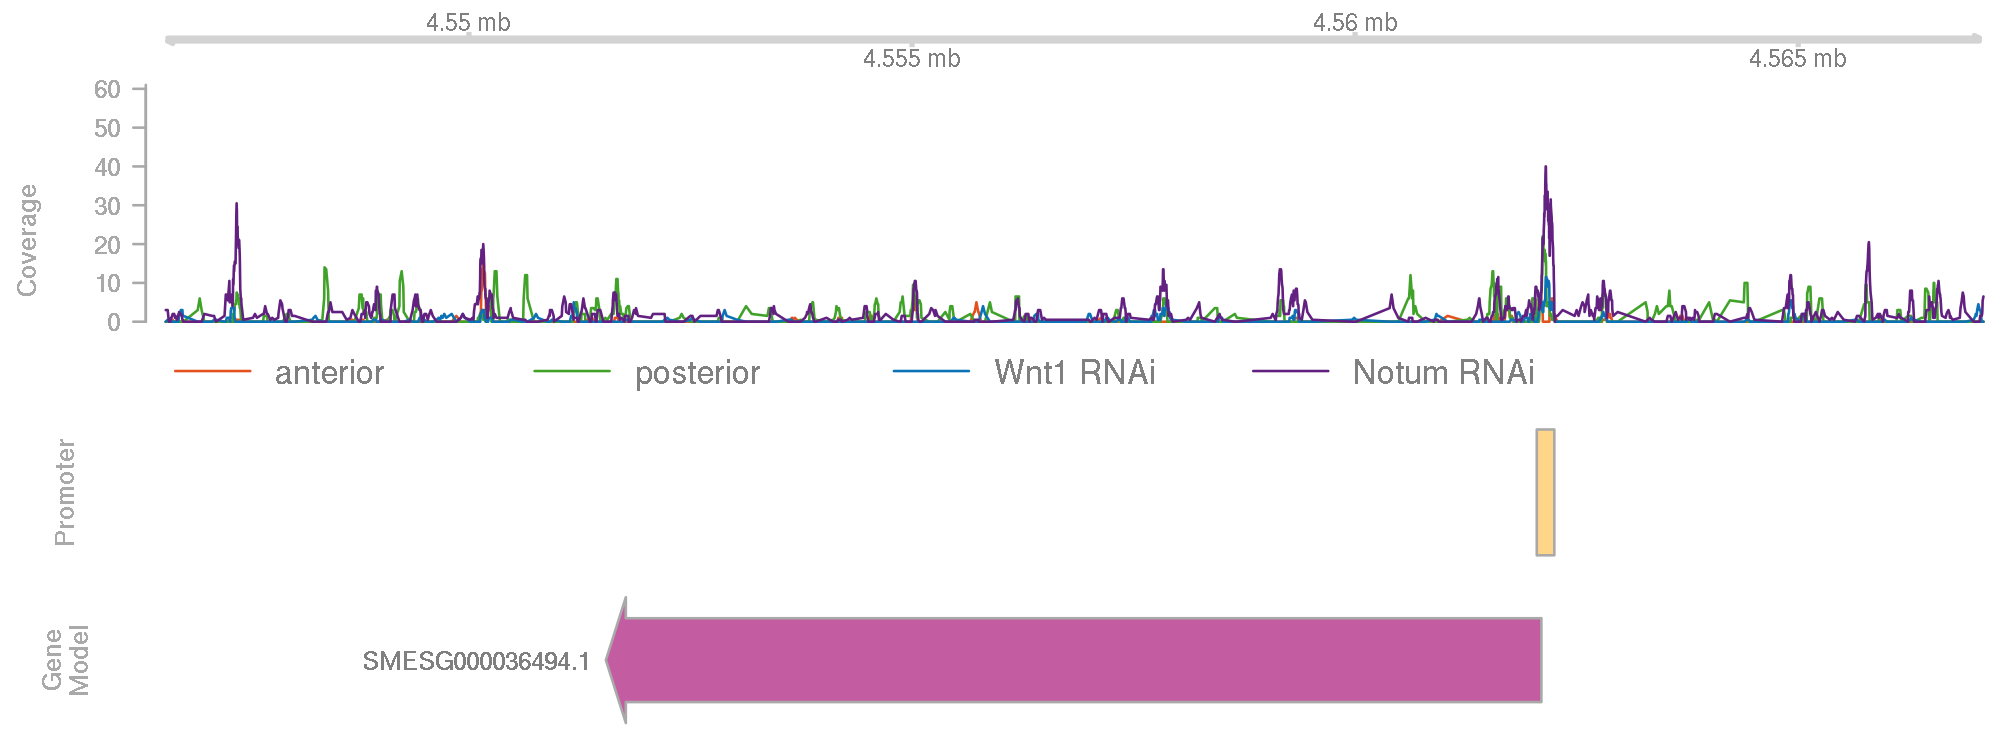 4.55 mb
4.56 mb
4.555 mb
4.565 mb
Coverage
60
50
40
30
20
10
0
anterior
posterior
Wnt1 RNAi
Notum RNAi
Promoter
Gene
Model
SMESG000036494.1